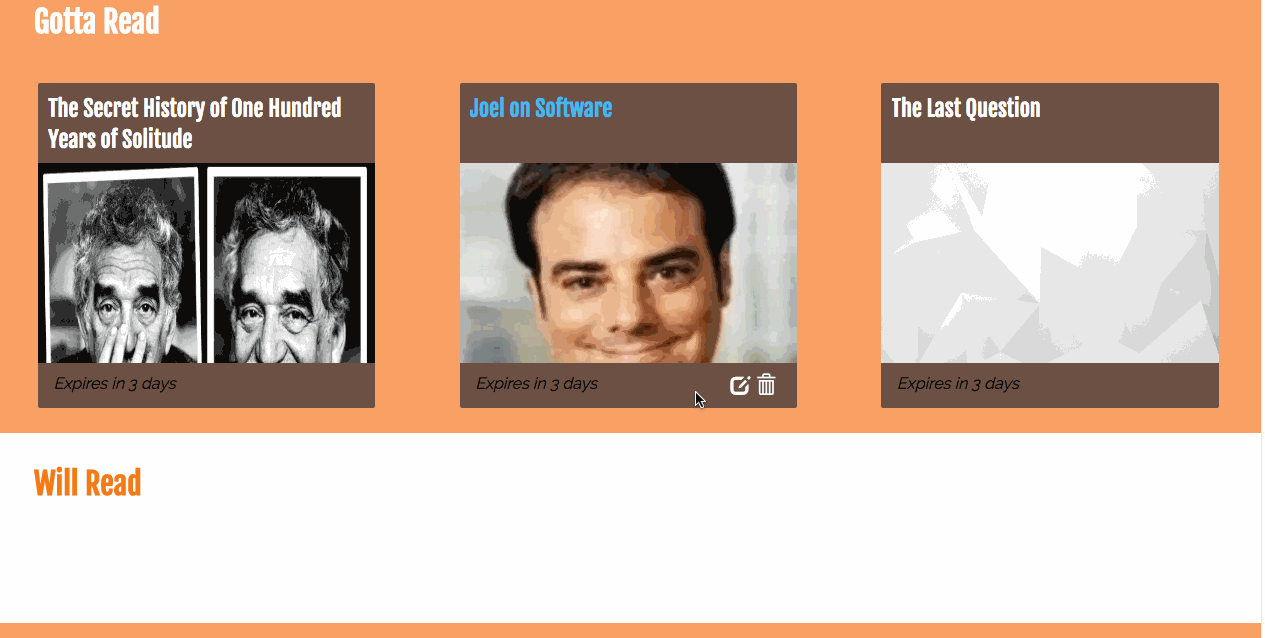 Gotta Read
The Secret History of One Hundred
Years of Solitude
Expires in 3 days
Joel on Software
Expires in 3 days
The Last Question
Expires in 3 days
Will Read